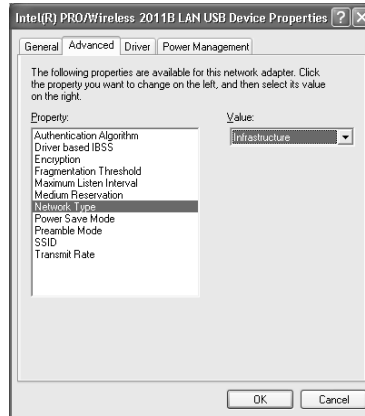 Intel(R) PRO/Wireless 2011B LAN USB Device Properties
General Advanced Driver Power Management
The following properties are available for this network adapter. Click
the property you want to change on the left, and then select its value
on the right.
Property: Value:
Authentication Algorithm Infrastructure
Driver based IBSS
Encryption
Fragmentation Threshold
Maximum Listen Interval
Medium Reservation
Network Type
Power Save Mode
Preamble Mode
SSID
Transmit Rate
OK Cancel